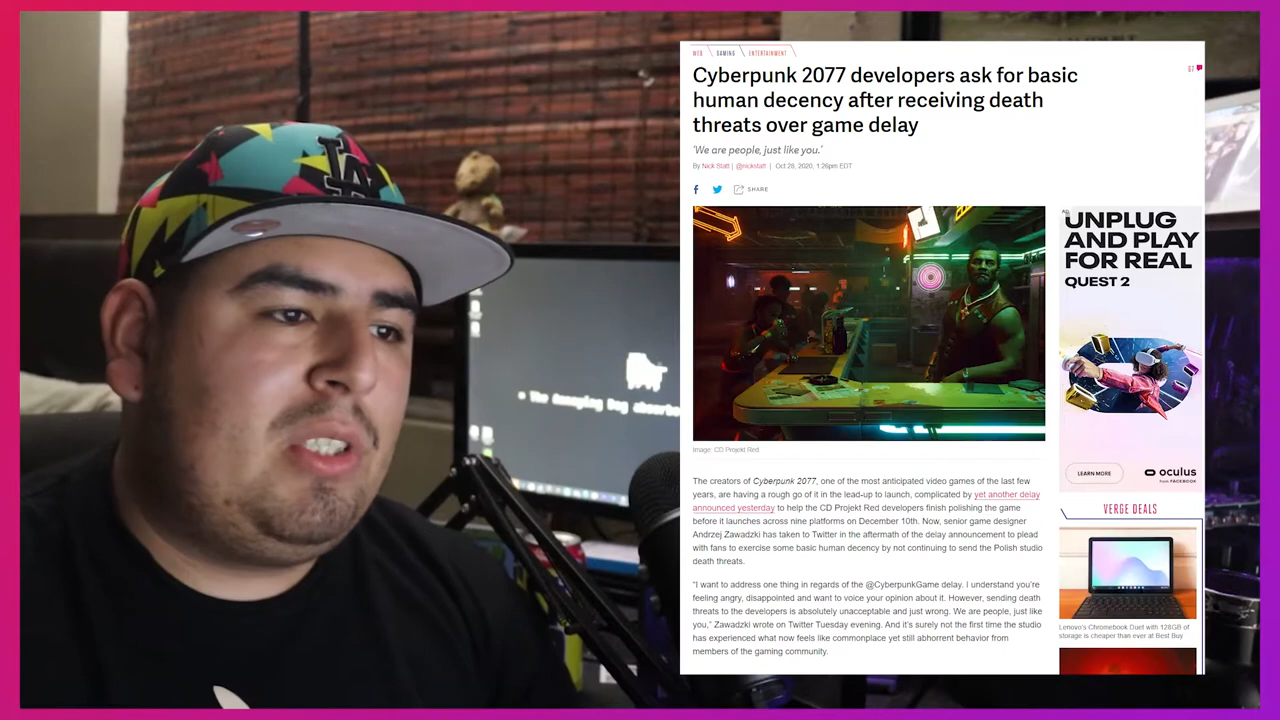 WEB GAMING ENTERTAINMENT
Cyberpunk 2077 developers ask for basic
human decency after receiving death
threats over game delay
'We are people, just like you.'
By Nick Statt | @nickstatt | Oct 28, 2020, 1:26pm EDT
SHARE
Image: CD Projekt Red
The creators of Cyberpunk 2077, one of the most anticipated video games of the last few
years, are having a rough go of it in the lead-up to launch, complicated by yet another delay
announced yesterday to help the CD Projekt Red developers finish polishing the game
before it launches across nine platforms on December 10th. Now, senior game designer
Andrzej Zawadzki has taken to Twitter in the aftermath of the delay announcement to plead
with fans to exercise some basic human decency by not continuing to send the Polish studio
death threats.
"I want to address one thing in regards of the @CyberpunkGame delay. I understand you're
feeling angry, disappointed and want to voice your opinion about it. However, sending death
threats to the developers is absolutely unacceptable and just wrong. We are people, just like
you," Zawadzki wrote on Twitter Tuesday evening. And it's surely not the first time the studio
has experienced what now feels like commonplace yet still abhorrent behavior from
members of the gaming community.
UNPLUG
AND PLAY
FOR REAL
QUEST 2
LEARN MORE
oculus
from FACEBOOK
VERGE DEALS
Lenovo's Chromebook Duet with 128GB of
storage is cheaper than ever at Best Buy
LA
* The Annoying Dog absorbe